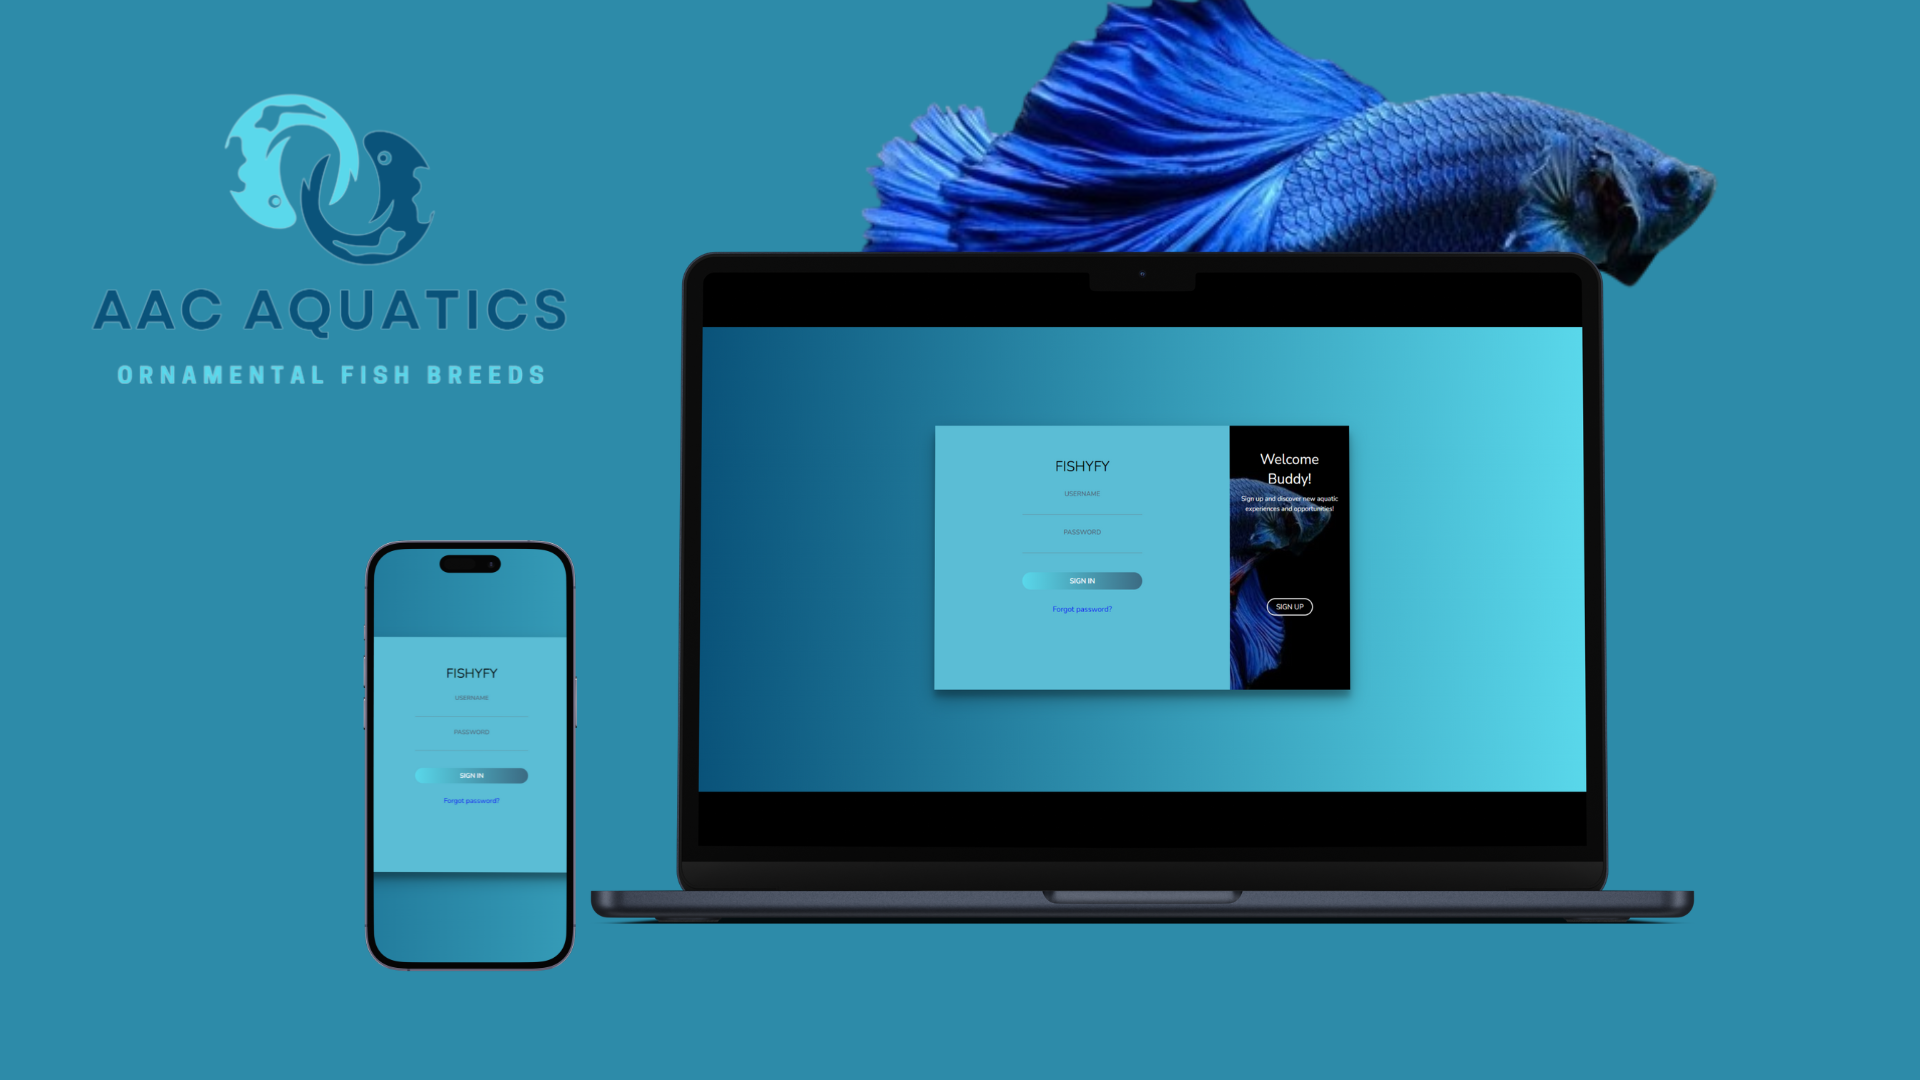 AAC AQUATICS
ORNAMENTAL FISH BREEDS
FISHYFY
USERNAME
PASSWORD
SIGN IN
Forgot password?
Welcome
Buddy!
Sign up and discover new aquatic
experiences and opportunities!
SIGN UP
FISHYFY
USERNAME
PASSWORD
SIGN IN
Forgot password?